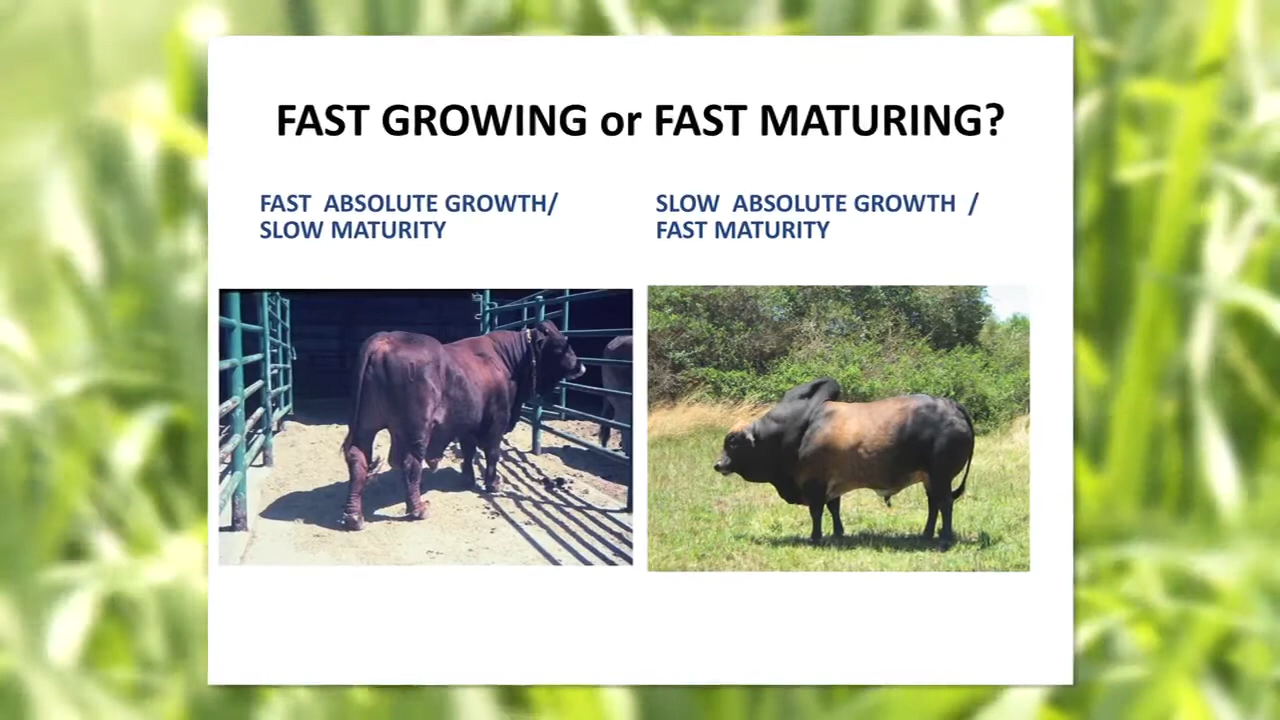 FAST GROWING or FAST MATURING?
FAST ABSOLUTE GROWTH/
SLOW MATURITY
SLOW ABSOLUTE GROWTH /
FAST MATURITY